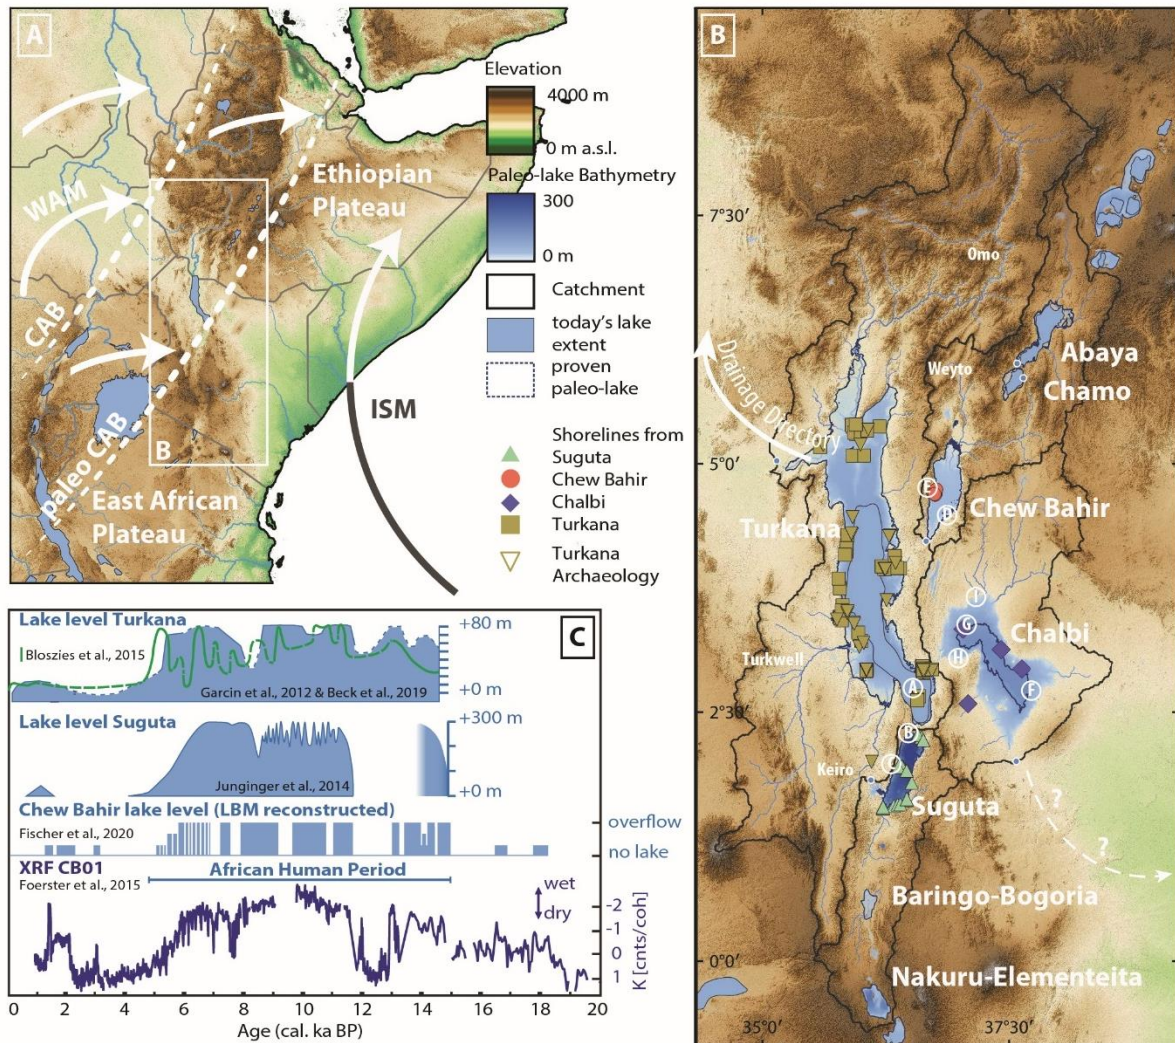 A
WAM
CAB
paleo CAB
Ethiopian
Plateau
East African
Plateau
B
ISM
Elevation
4000 m
0 m a.s.l.
Paleo-lake Bathymetry
300
0 m
Catchment
today's lake
extent
proven
paleo-lake
Shorelines from
Suguta
Chew Bahir
Chalbi
Turkana
Turkana
Archaeology
B
7°30'
5°0'
2°30'
0°0'
35°0'
37°30'
Omo
Drainage Directory
Weyto
Abaya
Chamo
Turkana
E
D
Chew Bahir
I
G
Chalbi
H
F
Turkwell
A
B
C
Keiro
Suguta
?
?
Baringo-Bogoria
Nakuru-Elementeita
C
Lake level Turkana
Bloszies et al., 2015
+80 m
+0 m
Garcin et al., 2012 & Beck et al., 2019
Lake level Suguta
+300 m
Junginger et al., 2014
+0 m
Chew Bahir lake level (LBM reconstructed)
Fischer et al., 2020
overflow
no lake
XRF CB01
Foerster et al., 2015
African Human Period
wet
dry
-2
-1
0
1
K [cnts/coh]
0 2 4 6 8 10 12 14 16 18 20
Age (cal. ka BP)